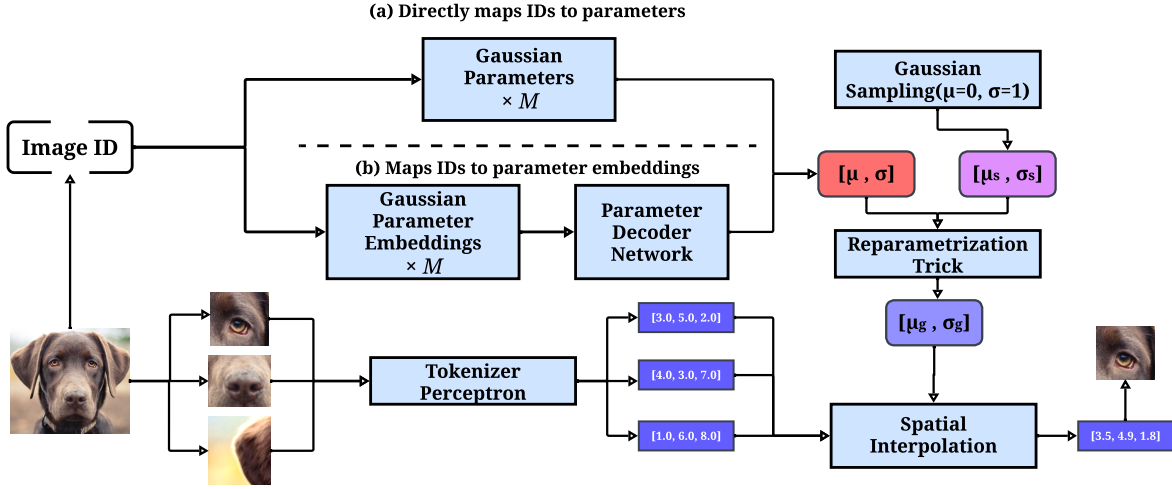 (a) Directly maps IDs to parameters
Gaussian
Parameters
× M
Gaussian
Sampling(μ=0, σ=1)
Image ID
[μ , σ]
[μs , σs]
(b) Maps IDs to parameter embeddings
Gaussian
Parameter
Embeddings
× M
Parameter
Decoder
Network
Reparametrization
Trick
[μg , σg]
[3.0, 5.0, 2.0]
Tokenizer
Perceptron
[4.0, 3.0, 7.0]
[1.0, 6.0, 8.0]
Spatial
Interpolation
[3.5, 4.9, 1.8]